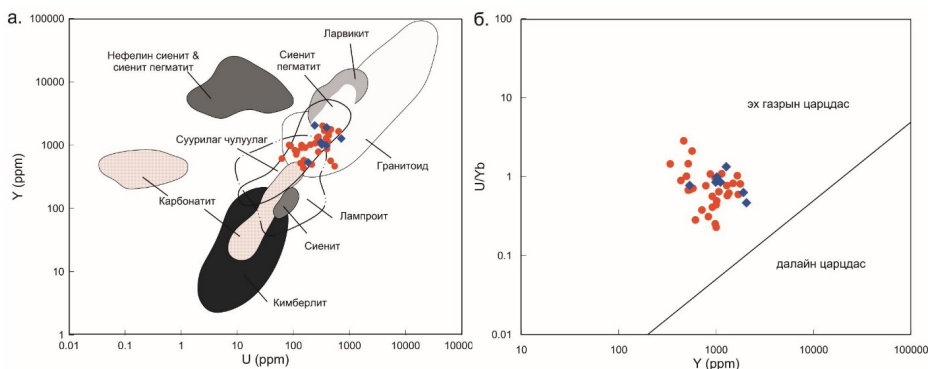 а.
Y (ppm)
100000
10000
1000
100
10
1
0.01
0.1
1
10
100
1000
10000
U (ppm)
Нефелин сиенит &
сиенит пегматит
Ларвикит
Сиенит
пегматит
Суурилаг чулуулаг
Гранитоид
Карбонатит
Лампроит
Сиенит
Кимберлит
б.
U/Yb
100
10
1
0.1
0.01
10
100
1000
10000
100000
Y (ppm)
эх газрын царцдас
далайн царцдас